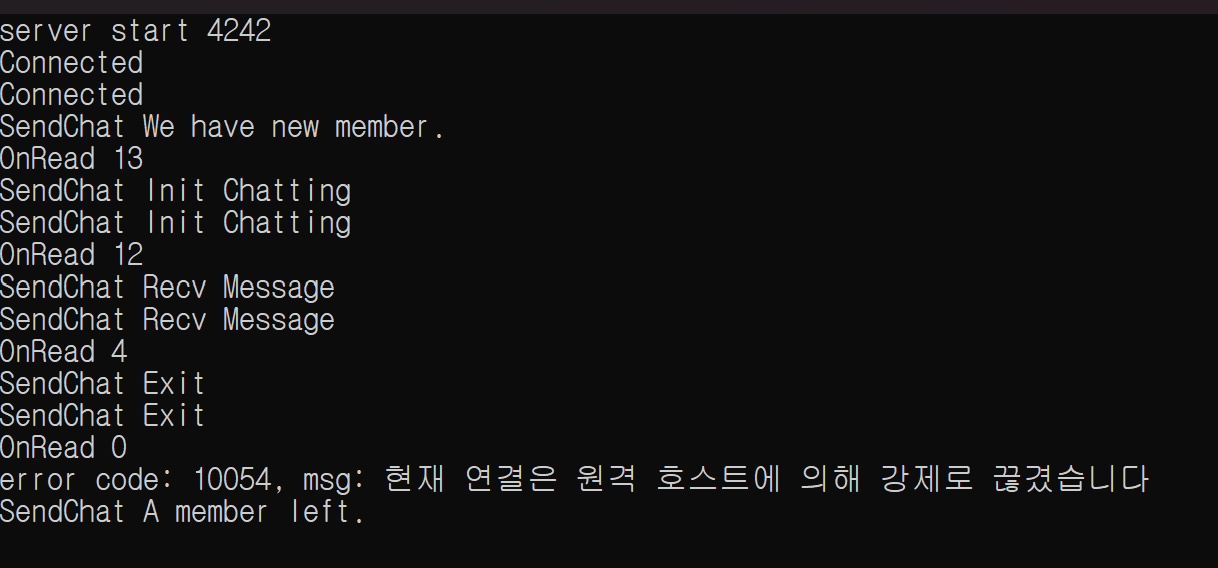 server start 4242
Connected
Connected
SendChat We have new member.
OnRead 13
SendChat Init Chatting
SendChat Init Chatting
OnRead 12
SendChat Recv Message
SendChat Recv Message
OnRead 4
SendChat Exit
SendChat Exit
OnRead 0
error code: 10054, msg: 현재 연결은 원격 호스트에 의해 강제로 끊겼습니다
SendChat A member left.